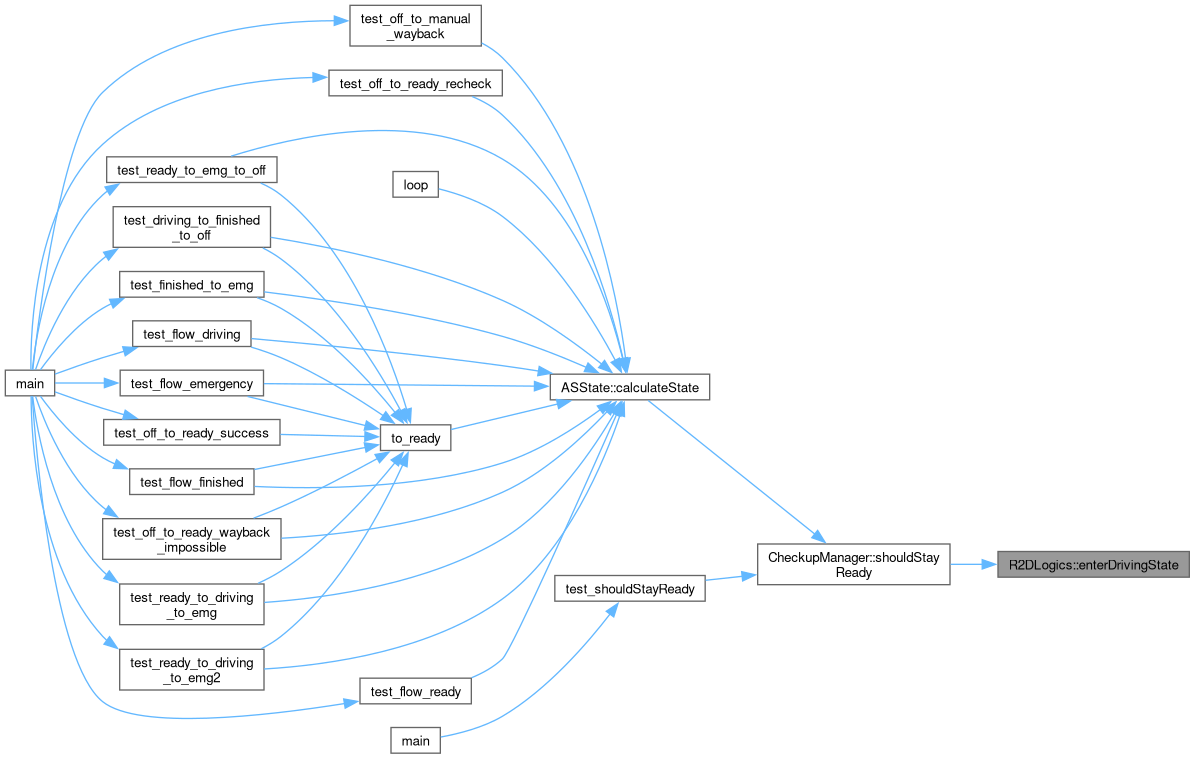 test_off_to_manual
_wayback
test_off_to_ready_recheck
test_ready_to_emg_to_off
loop
test_driving_to_finished
_to_off
test_finished_to_emg
test_flow_driving
main
test_flow_emergency
ASState::calculateState
test_off_to_ready_success
to_ready
test_flow_finished
test_off_to_ready_wayback
_impossible
CheckupManager::shouldStay
Ready
R2DLogics::enterDrivingState
test_ready_to_driving
_to_emg
test_shouldStayReady
test_ready_to_driving
_to_emg2
test_flow_ready
main